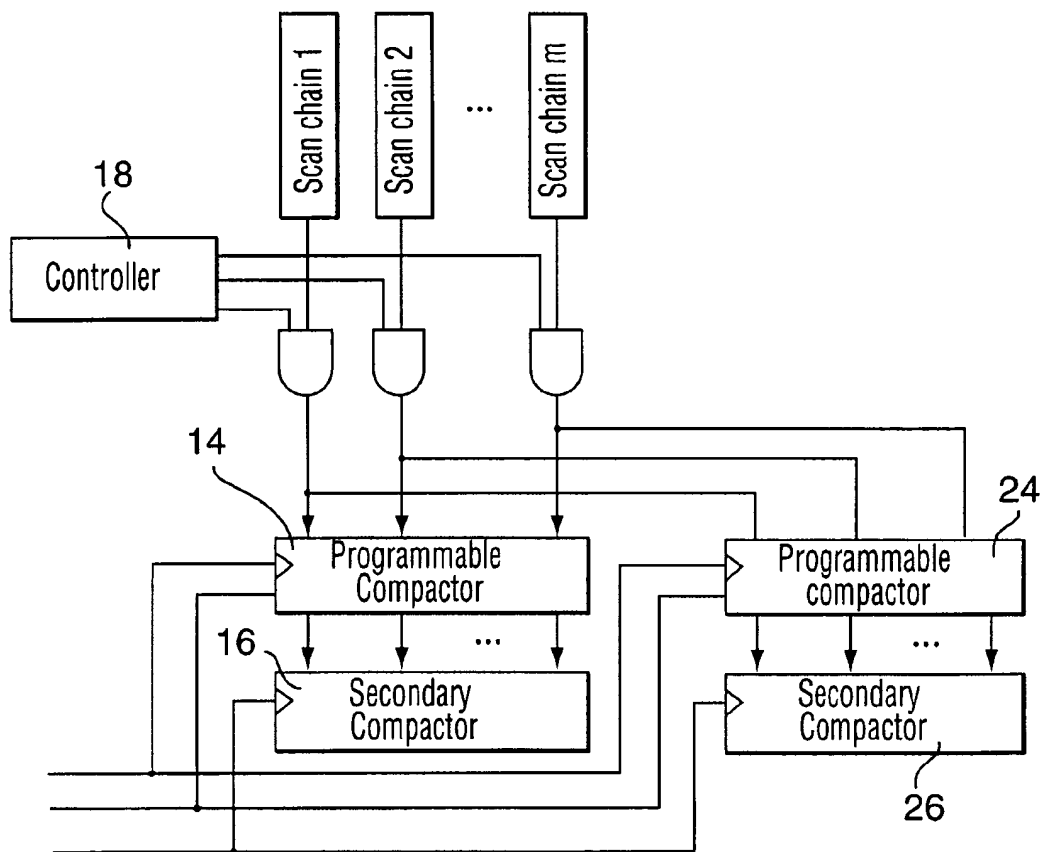 Scan chain 1
Scan chain 2
...
Scan chain m
18
Controller
14
Programmable
Compactor
24
Programmable
compactor
...
...
16
Secondary
Compactor
Secondary
Compactor
26